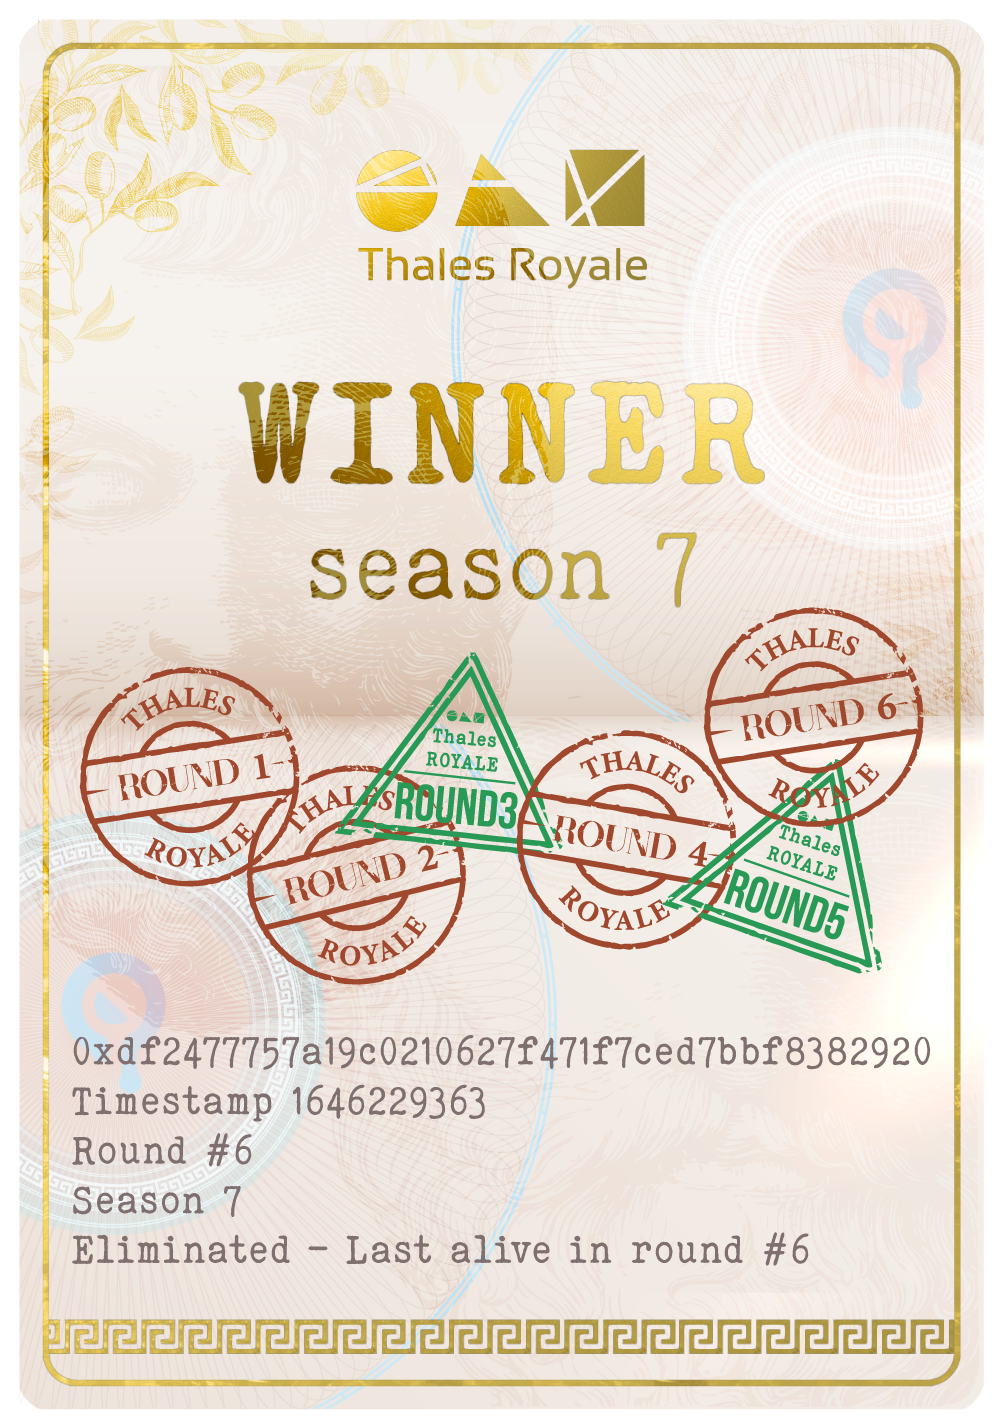 Thales Royale
WINNER
season 7
THALES
ROUND 1
ROYALE
THALES
ROUND 2
ROYALE
Thales
ROYALE
ROUND3
THALES
ROUND 4
ROYALE
Thales
ROYALE
ROUND5
THALES
ROUND 6
ROYALE
0xdf2477757a19c0210627f471f7ced7bbf8382920
Timestamp 1646229363
Round #6
Season 7
Eliminated - Last alive in round #6